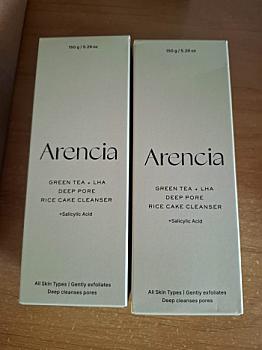 150 g / 5.29 oz
Arencia
GREEN TEA + LHA
DEEP PORE
RICE CAKE CLEANSER
+Salicylic Acid
All Skin Types | Gently exfoliates
Deep cleanses pores
150 g / 5.29 oz
Arencia
GREEN TEA + LHA
DEEP PORE
RICE CAKE CLEANSER
+Salicylic Acid
All Skin Types | Gently exfoliates
Deep cleanses pores